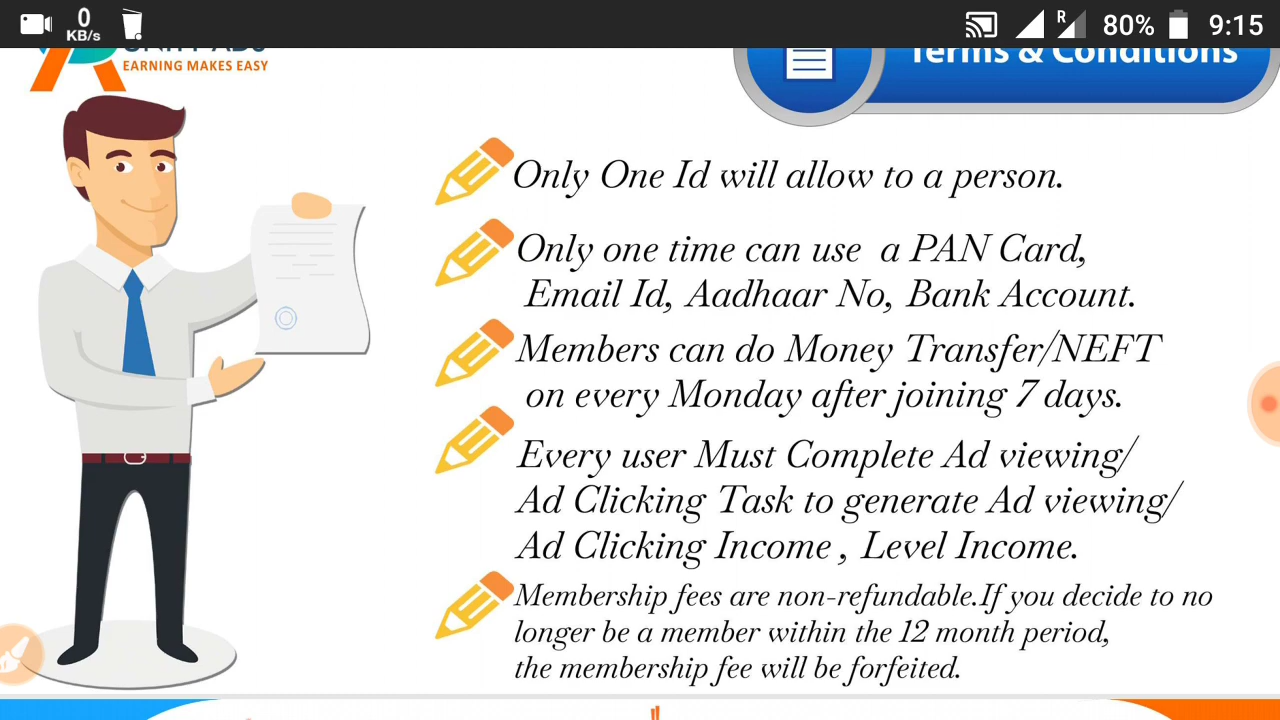 0
KB/s
R
80%
9:15
UNITY ADS
EARNING MAKES EASY
Terms & Conditions
Only One Id will allow to a person.
Only one time can use a PAN Card,
Email Id, Aadhaar No, Bank Account.
Members can do Money Transfer/NEFT
on every Monday after joining 7 days.
Every user Must Complete Ad viewing/
Ad Clicking Task to generate Ad viewing/
Ad Clicking Income , Level Income.
Membership fees are non-refundable.If you decide to no
longer be a member within the 12 month period,
the membership fee will be forfeited.